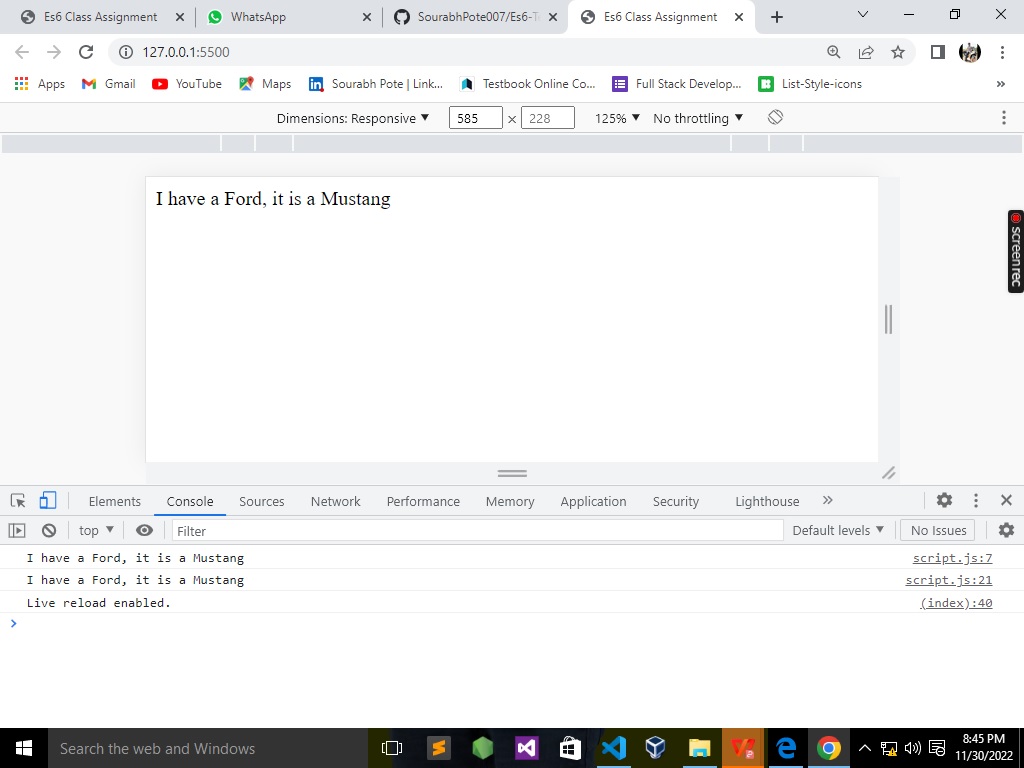 Es6 Class Assignment
WhatsApp
SourabhPote007/Es6-T
Es6 Class Assignment
127.0.0.1:5500
Apps
Gmail
YouTube
Maps
Sourabh Pote | Link...
Testbook Online Co...
Full Stack Develop...
List-Style-icons
Dimensions: Responsive
585 × 228
125%
No throttling
I have a Ford, it is a Mustang
screenrec
Elements
Console
Sources
Network
Performance
Memory
Application
Security
Lighthouse
top
Filter
Default levels
No Issues
I have a Ford, it is a Mustang script.js:7
I have a Ford, it is a Mustang script.js:21
Live reload enabled. (index):40
Search the web and Windows
8:45 PM
11/30/2022